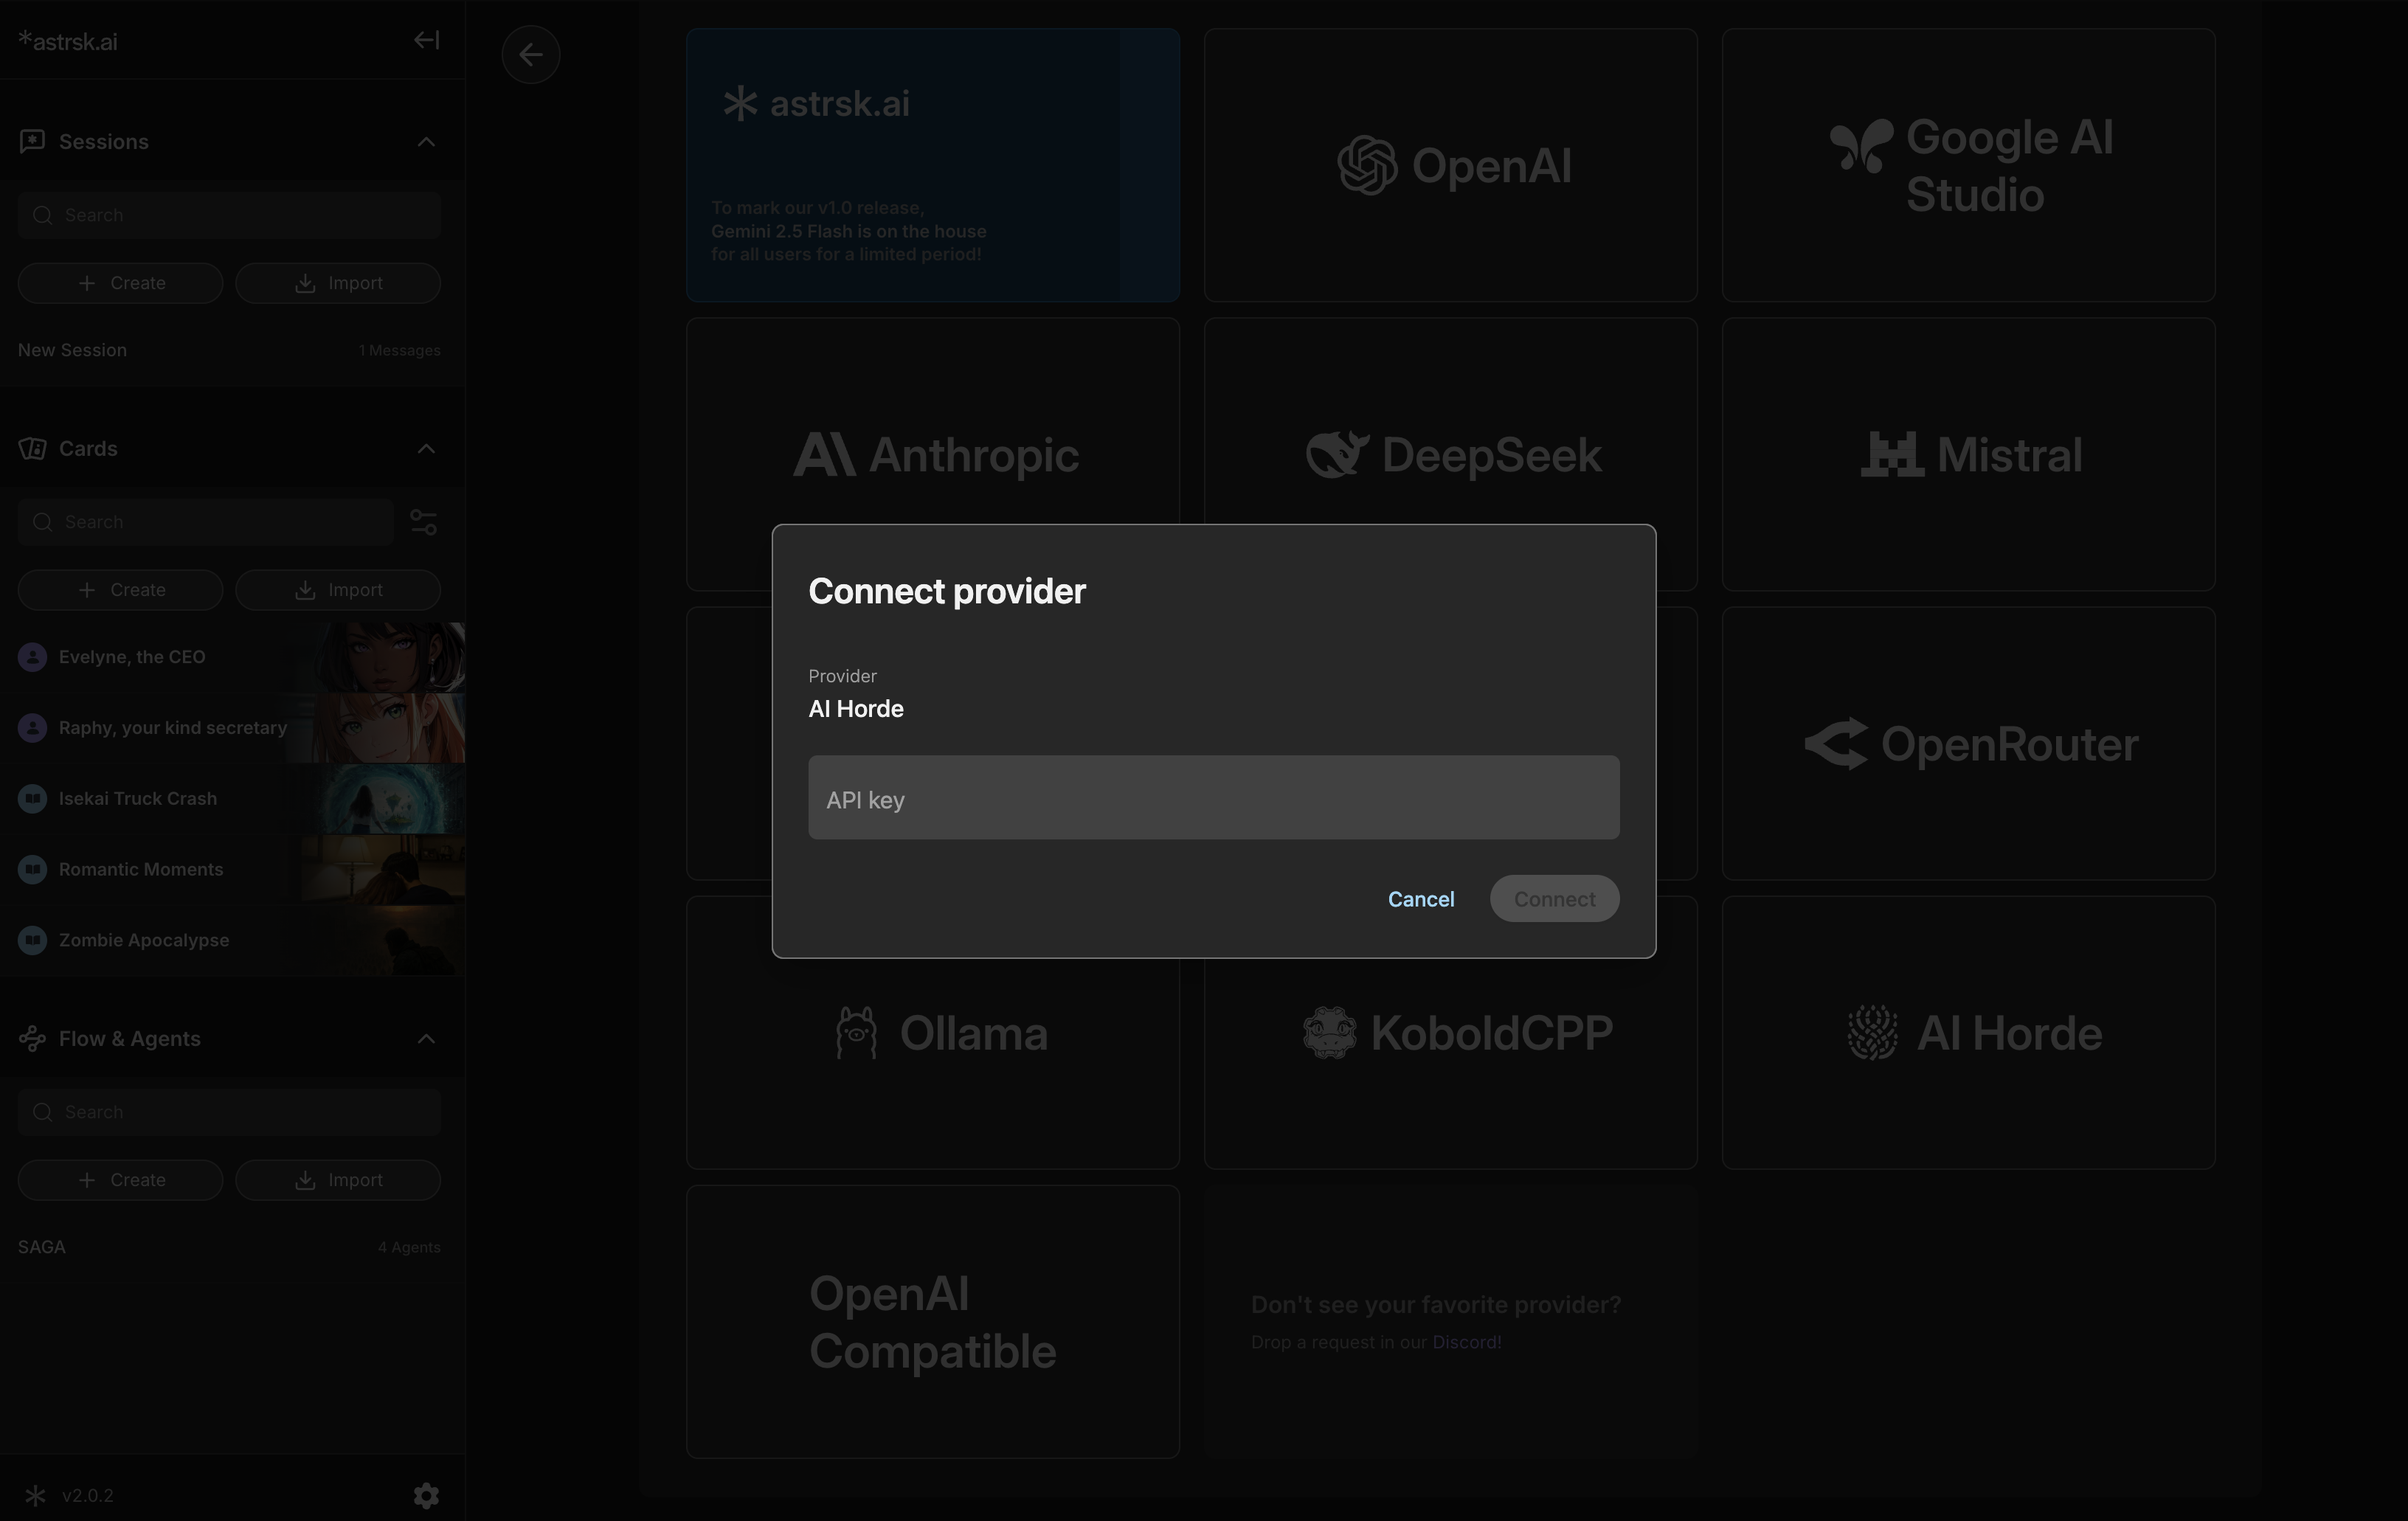 *astrsk.ai
Sessions
Search
Create
Import
New Session
1 Messages
Cards
Search
Create
Import
Evelyne, the CEO
Raphy, your kind secretary
Isekai Truck Crash
Romantic Moments
Zombie Apocalypse
Flow & Agents
Search
Create
Import
SAGA
4 Agents
v2.0.2
astrsk.ai
To mark our v1.0 release,
Gemini 2.5 Flash is on the house
for all users for a limited period!
OpenAI
Google AI
Studio
Anthropic
DeepSeek
Mistral
Connect provider
Provider
AI Horde
API key
Cancel
Connect
OpenRouter
Ollama
KoboldCPP
AI Horde
OpenAI
Compatible
Don't see your favorite provider?
Drop a request in our Discord!